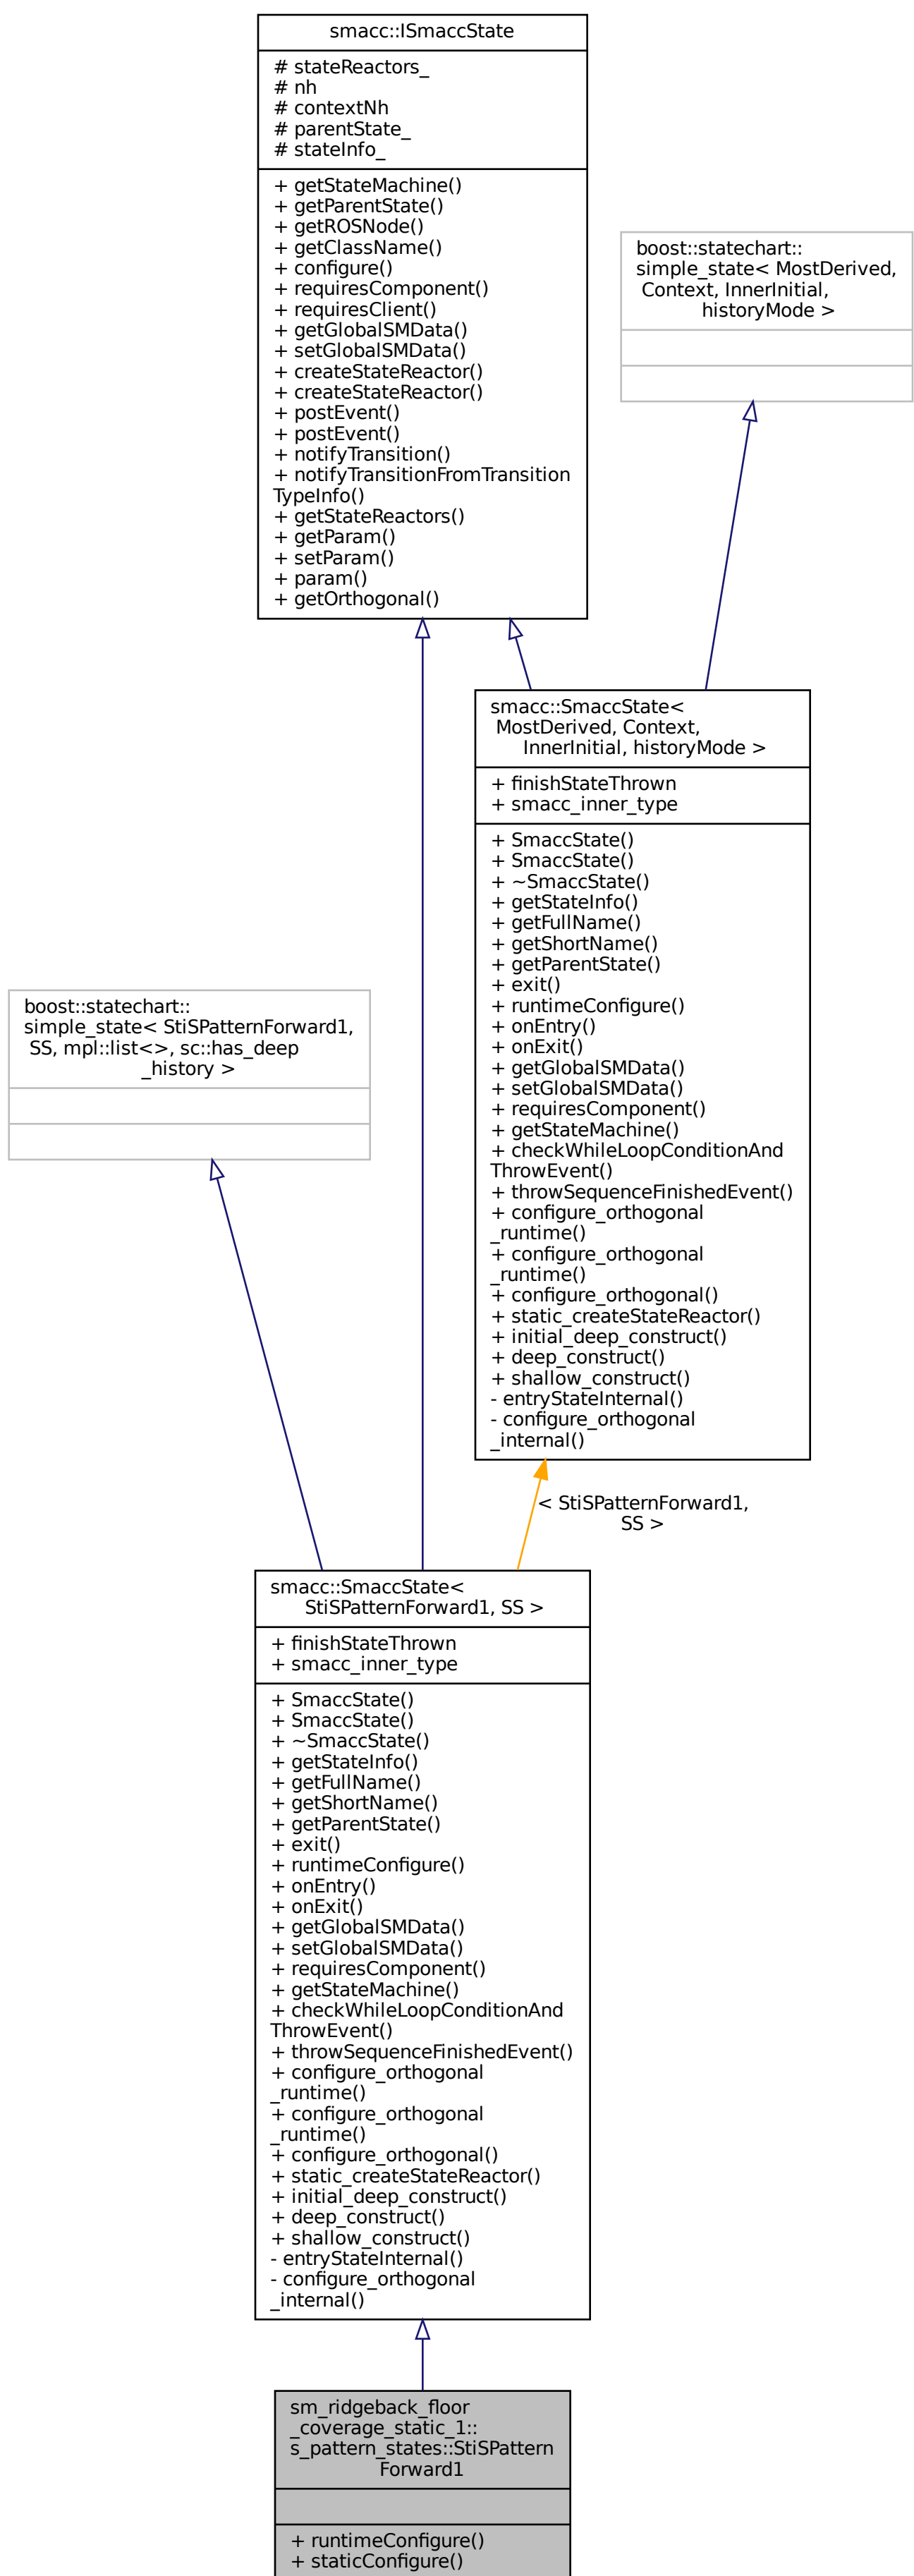 smacc::ISmaccState
# stateReactors_
# nh
# contextNh
# parentState_
# stateInfo_
+ getStateMachine()
+ getParentState()
+ getROSNode()
+ getClassName()
+ configure()
+ requiresComponent()
+ requiresClient()
+ getGlobalSMData()
+ setGlobalSMData()
+ createStateReactor()
+ createStateReactor()
+ postEvent()
+ postEvent()
+ notifyTransition()
+ notifyTransitionFromTransition
TypeInfo()
+ getStateReactors()
+ getParam()
+ setParam()
+ param()
+ getOrthogonal()
boost::statechart::
simple_state< MostDerived,
Context, InnerInitial,
historyMode >
smacc::SmaccState<
MostDerived, Context,
InnerInitial, historyMode >
+ finishStateThrown
+ smacc_inner_type
+ SmaccState()
+ SmaccState()
+ ~SmaccState()
+ getStateInfo()
+ getFullName()
+ getShortName()
+ getParentState()
+ exit()
+ runtimeConfigure()
+ onEntry()
+ onExit()
+ getGlobalSMData()
+ setGlobalSMData()
+ requiresComponent()
+ getStateMachine()
+ checkWhileLoopConditionAnd
ThrowEvent()
+ throwSequenceFinishedEvent()
+ configure_orthogonal
_runtime()
+ configure_orthogonal
_runtime()
+ configure_orthogonal()
+ static_createStateReactor()
+ initial_deep_construct()
+ deep_construct()
+ shallow_construct()
- entryStateInternal()
- configure_orthogonal
_internal()
boost::statechart::
simple_state< StiSPatternForward1,
SS, mpl::list<>, sc::has_deep
_history >
< StiSPatternForward1,
SS >
smacc::SmaccState<
StiSPatternForward1, SS >
+ finishStateThrown
+ smacc_inner_type
+ SmaccState()
+ SmaccState()
+ ~SmaccState()
+ getStateInfo()
+ getFullName()
+ getShortName()
+ getParentState()
+ exit()
+ runtimeConfigure()
+ onEntry()
+ onExit()
+ getGlobalSMData()
+ setGlobalSMData()
+ requiresComponent()
+ getStateMachine()
+ checkWhileLoopConditionAnd
ThrowEvent()
+ throwSequenceFinishedEvent()
+ configure_orthogonal
_runtime()
+ configure_orthogonal
_runtime()
+ configure_orthogonal()
+ static_createStateReactor()
+ initial_deep_construct()
+ deep_construct()
+ shallow_construct()
- entryStateInternal()
- configure_orthogonal
_internal()
sm_ridgeback_floor
_coverage_static_1::
s_pattern_states::StiSPattern
Forward1
+ runtimeConfigure()
+ staticConfigure()